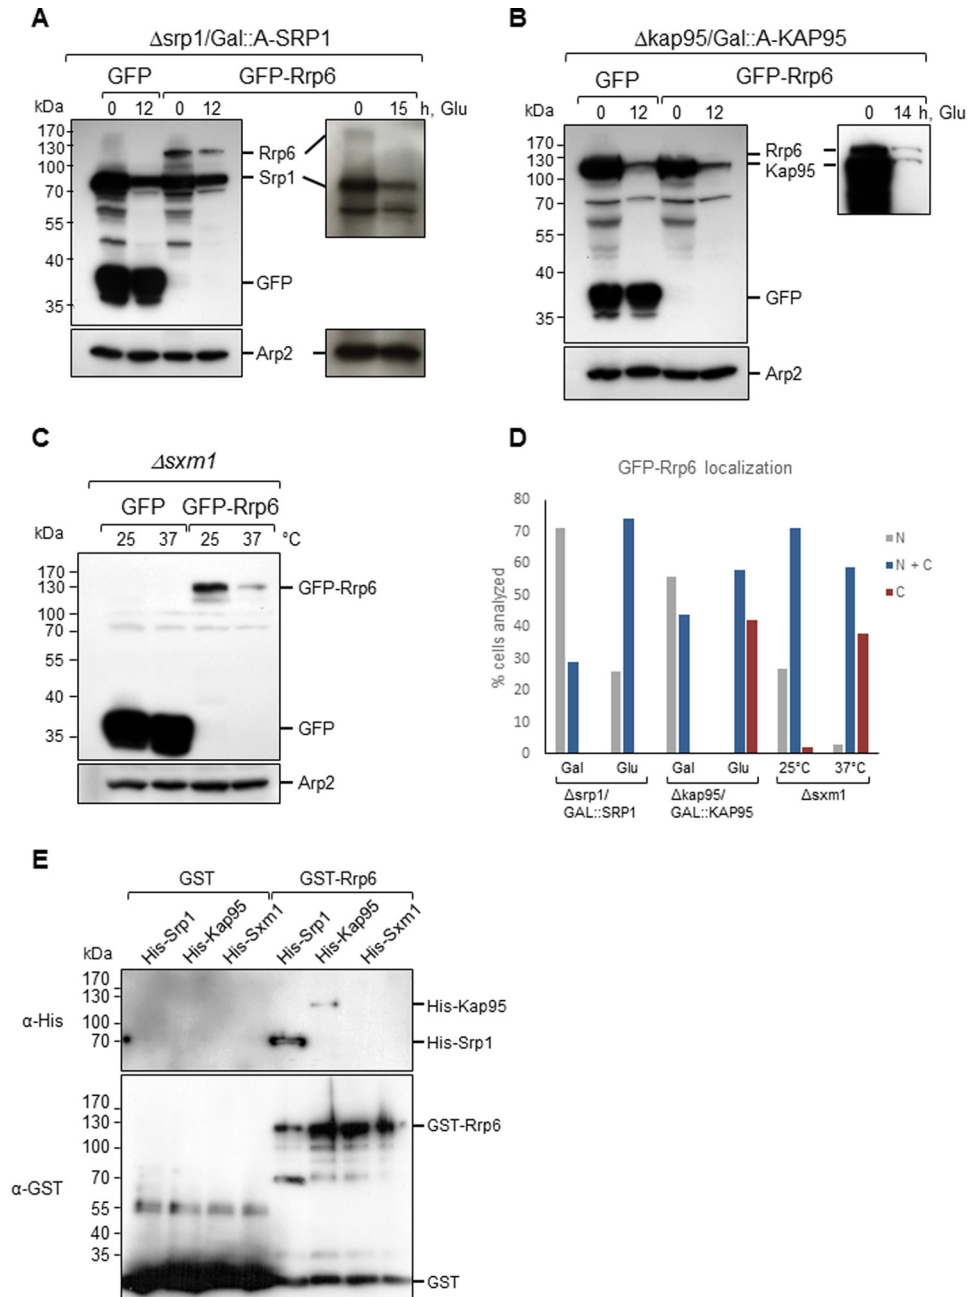 A
Δsrp1/Gal::A-SRP1
GFP GFP-Rrp6
kDa 0 12 0 12 0 15 h, Glu
170
130
100
70
55
40
35
Rrp6
Srp1
GFP
Arp2
B
Δkap95/Gal::A-KAP95
GFP GFP-Rrp6
kDa 0 12 0 12 0 14 h, Glu
170
130
100
70
55
40
35
Rrp6
Kap95
GFP
Arp2
C
Δsxm1
GFP GFP-Rrp6
kDa 25 37 25 37 °C
170
130
100
70
55
40
35
GFP-Rrp6
GFP
Arp2
D
GFP-Rrp6 localization
% cells analyzed
80
70
60
50
40
30
20
10
0
N
N + C
C
Gal Glu Gal Glu 25°C 37°C
Δsrp1/ Δkap95/ Δsxm1
GAL::SRP1 GAL::KAP95
E
GST GST-Rrp6
His-Srp1 His-Kap95 His-Sxm1 His-Srp1 His-Kap95 His-Sxm1
kDa
α-His
170
130
100
70
His-Kap95
His-Srp1
α-GST
170
130
100
70
55
40
35
GST-Rrp6
GST